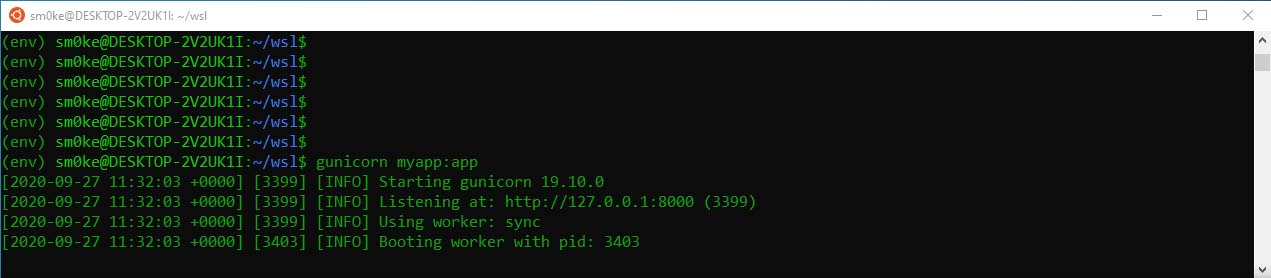 sm0ke@DESKTOP-2V2UK1I: ~/wsl
(env) sm0ke@DESKTOP-2V2UK1I:~/wsl$
(env) sm0ke@DESKTOP-2V2UK1I:~/wsl$
(env) sm0ke@DESKTOP-2V2UK1I:~/wsl$
(env) sm0ke@DESKTOP-2V2UK1I:~/wsl$
(env) sm0ke@DESKTOP-2V2UK1I:~/wsl$
(env) sm0ke@DESKTOP-2V2UK1I:~/wsl$
(env) sm0ke@DESKTOP-2V2UK1I:~/wsl$ gunicorn myapp:app
[2020-09-27 11:32:03 +0000] [3399] [INFO] Starting gunicorn 19.10.0
[2020-09-27 11:32:03 +0000] [3399] [INFO] Listening at: http://127.0.0.1:8000 (3399)
[2020-09-27 11:32:03 +0000] [3399] [INFO] Using worker: sync
[2020-09-27 11:32:03 +0000] [3403] [INFO] Booting worker with pid: 3403